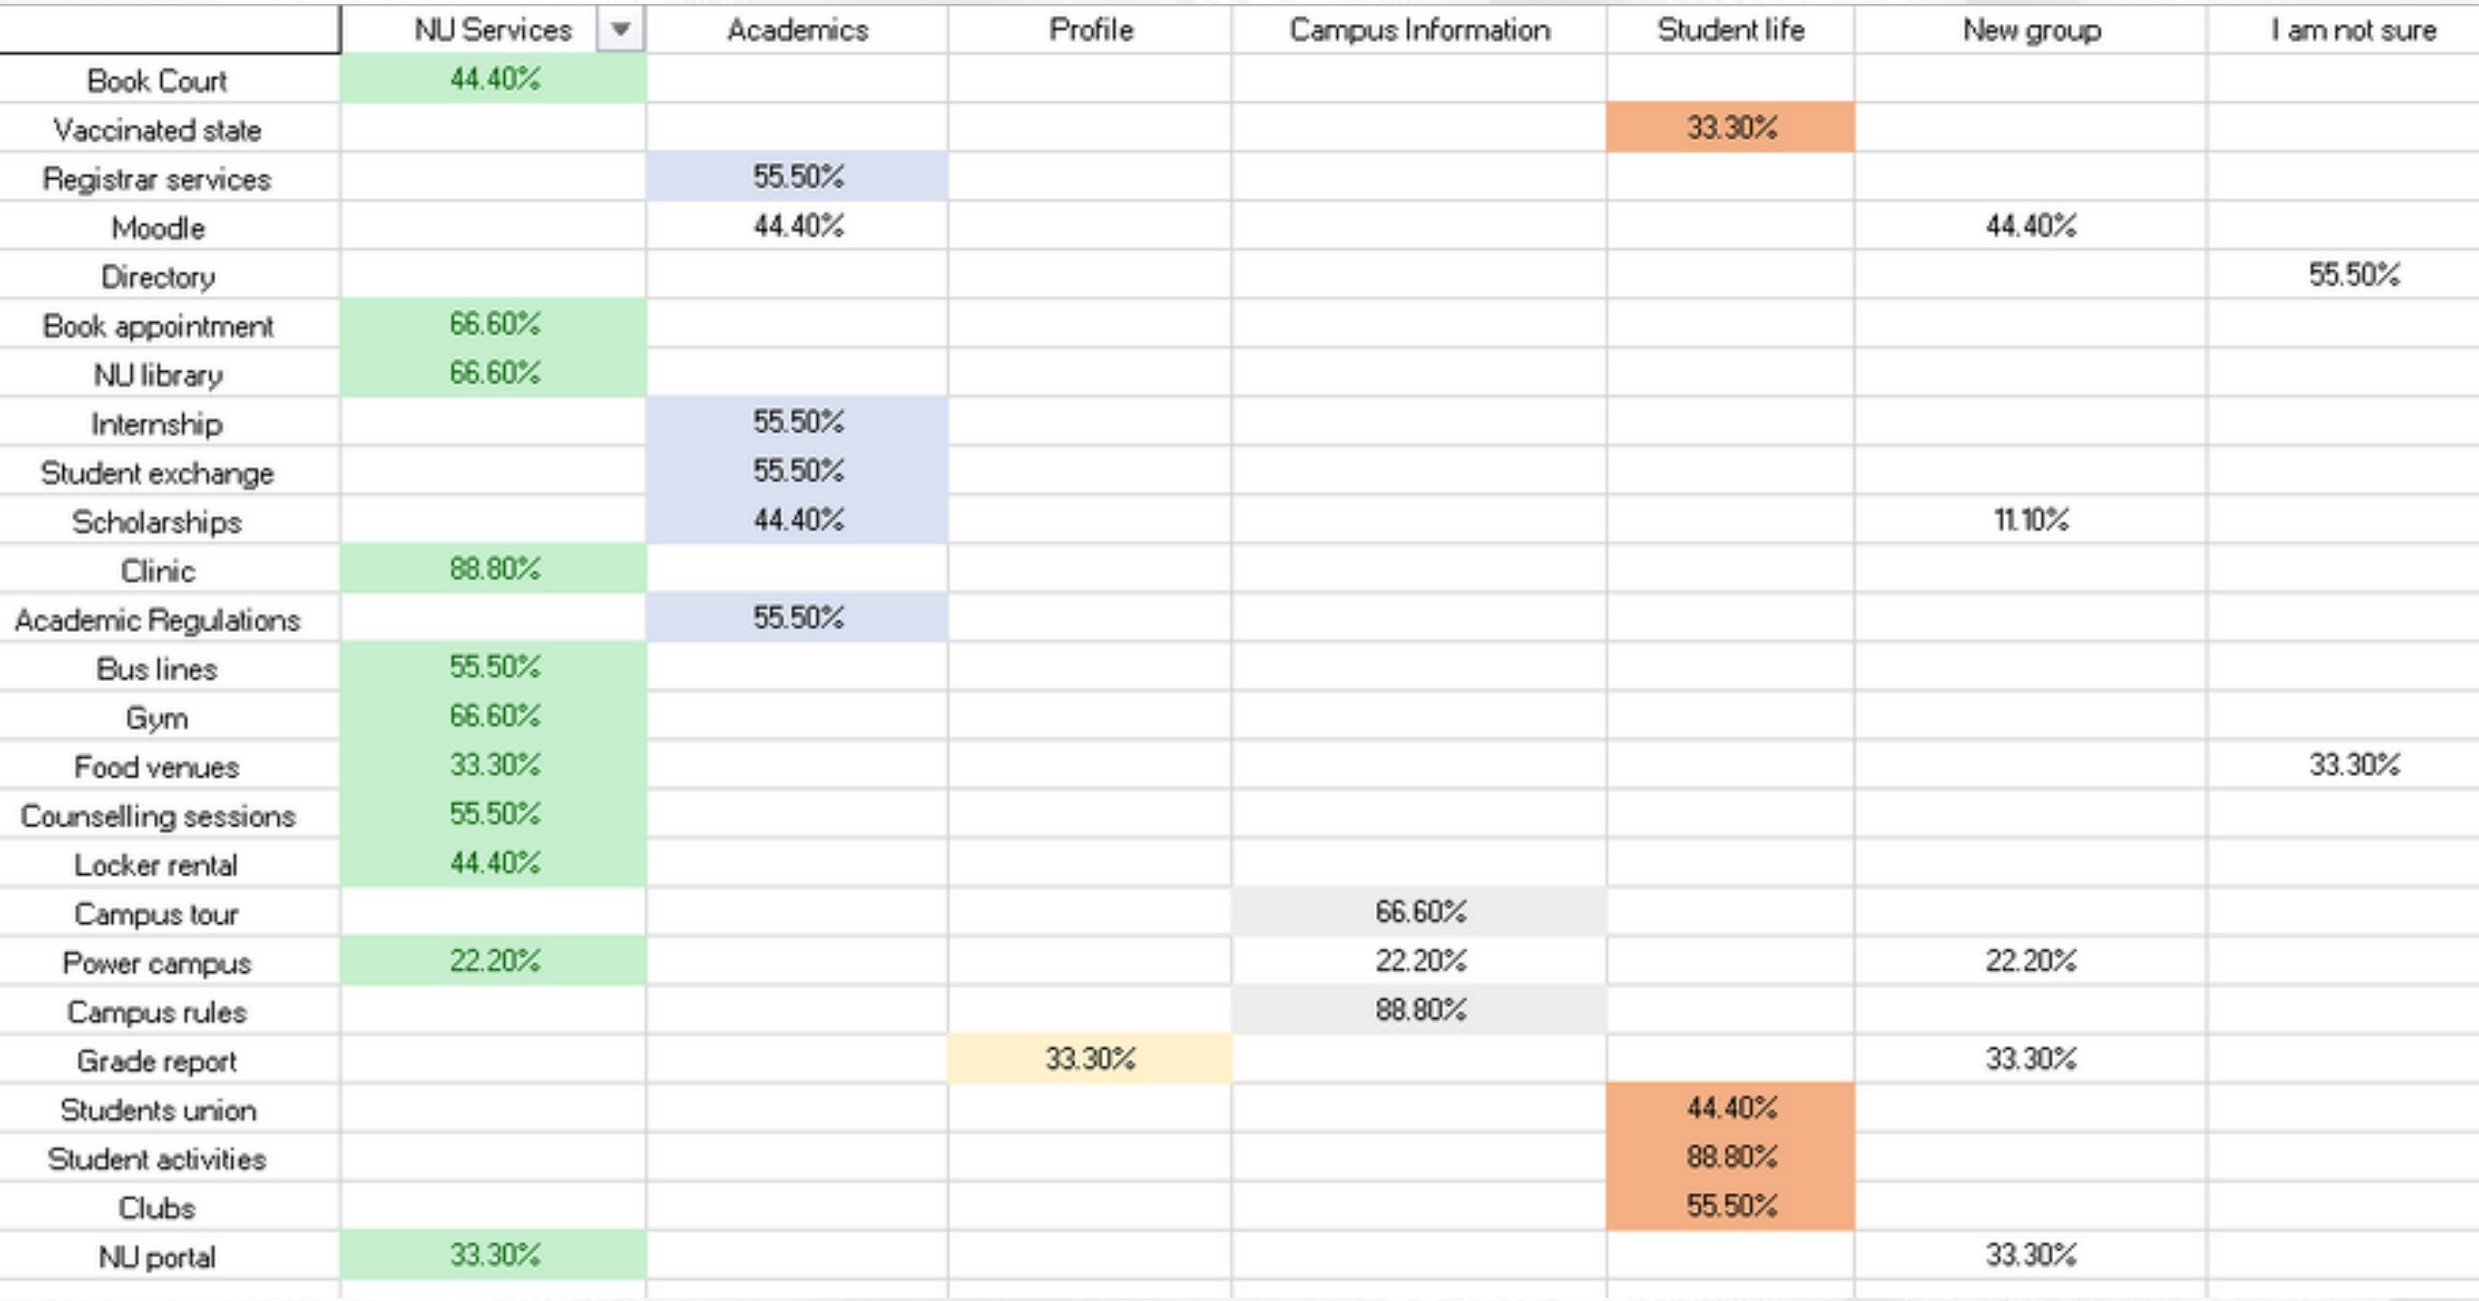 NU Services Academics Profile Campus Information Student life New group I am not sure
Book Court 44.40%
Vaccinated state 33.30%
Registrar services 55.50%
Moodle 44.40% 44.40%
Directory 55.50%
Book appointment 66.60%
NU library 66.60%
Internship 55.50%
Student exchange 55.50%
Scholarships 44.40% 11.10%
Clinic 88.80%
Academic Regulations 55.50%
Bus lines 55.50%
Gym 66.60%
Food venues 33.30% 33.30%
Counselling sessions 55.50%
Locker rental 44.40%
Campus tour 66.60%
Power campus 22.20% 22.20% 22.20%
Campus rules 88.80%
Grade report 33.30% 33.30%
Students union 44.40%
Student activities 88.80%
Clubs 55.50%
NU portal 33.30% 33.30%